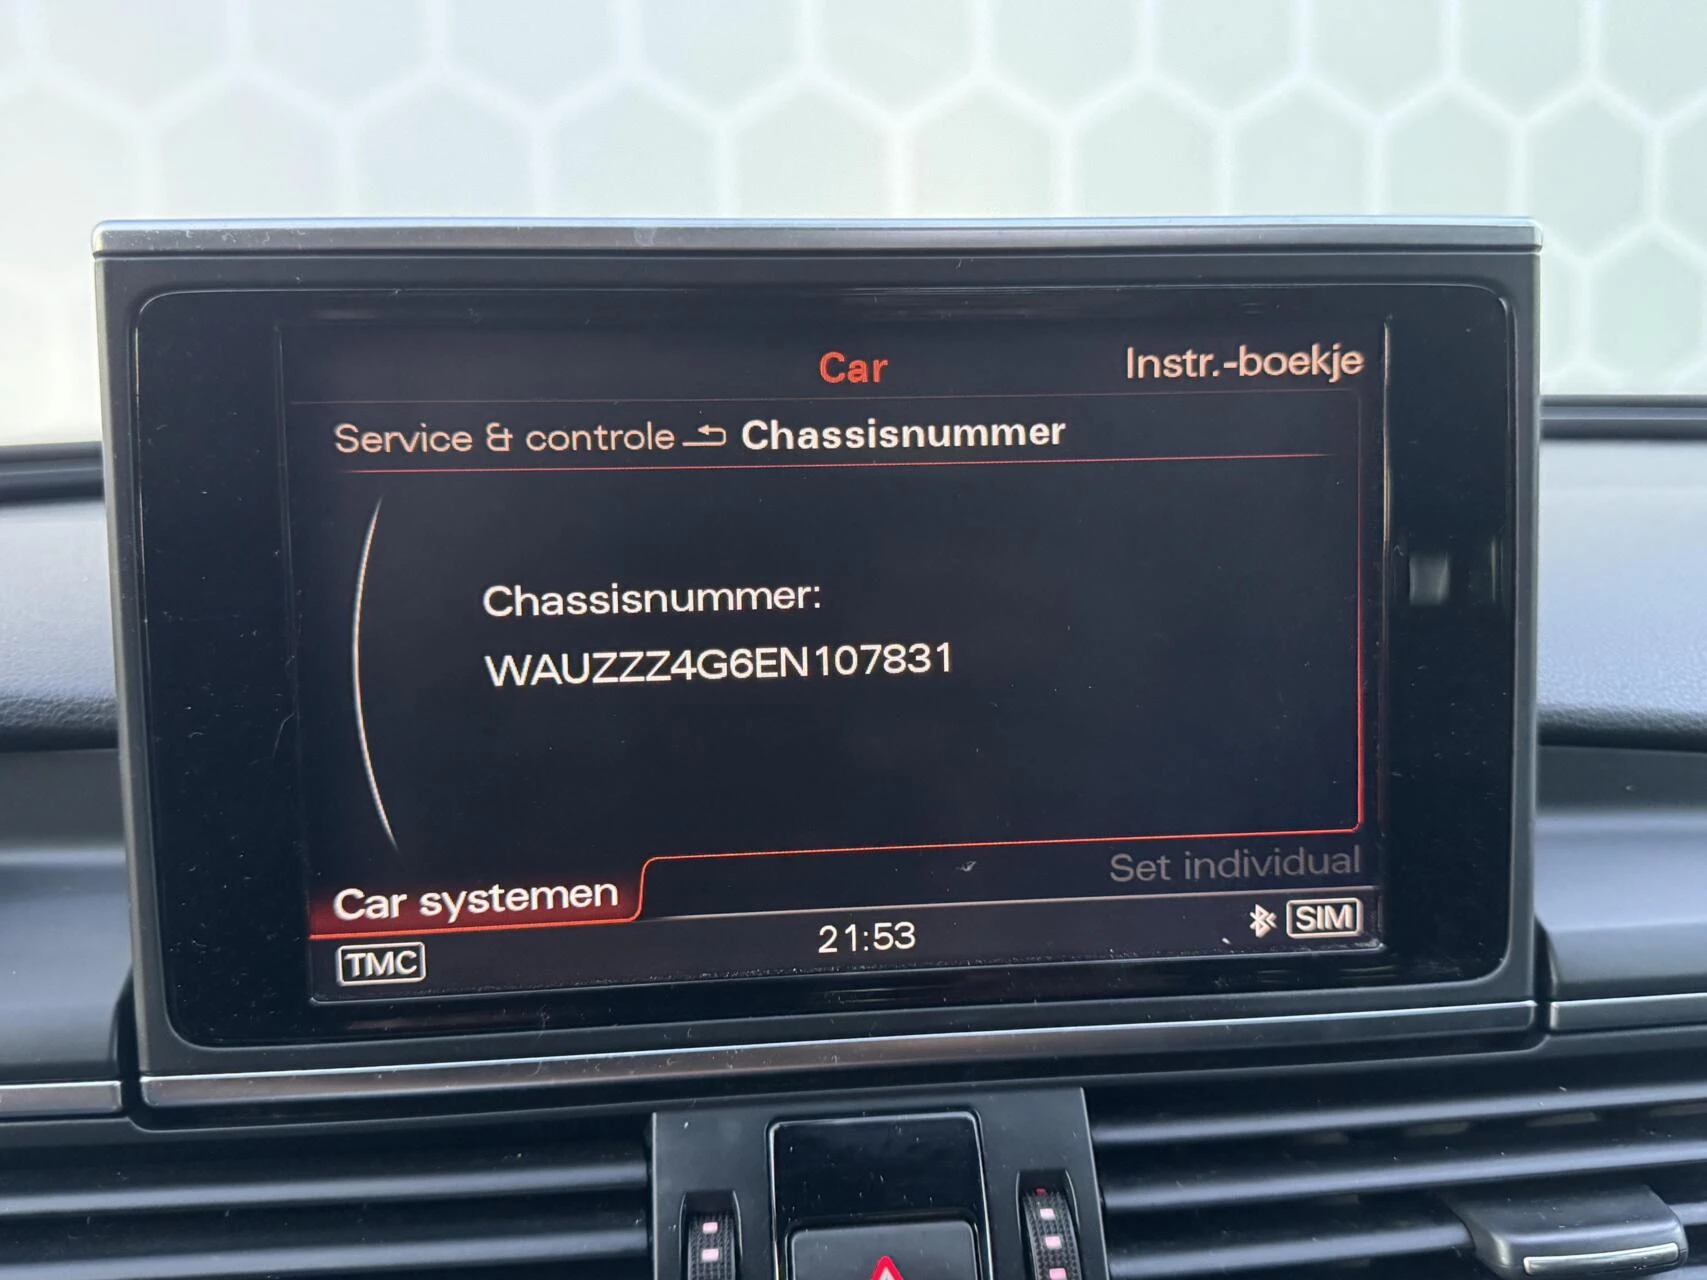 Car
Instr.-boekje
Service & controle Chassisnummer
Chassisnummer:
WAUZZZ4G6EN107831
Set individual
Car systemen
21:53
SIM
TMC